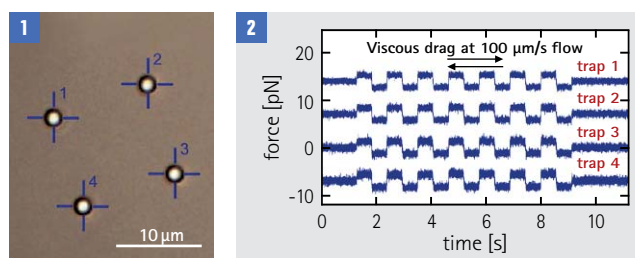 1
1
2
3
4
10 µm
2
Viscous drag at 100 µm/s flow
trap 1
trap 2
trap 3
trap 4
20
10
0
-10
force [pN]
0 2 4 6 8 10
time [s]